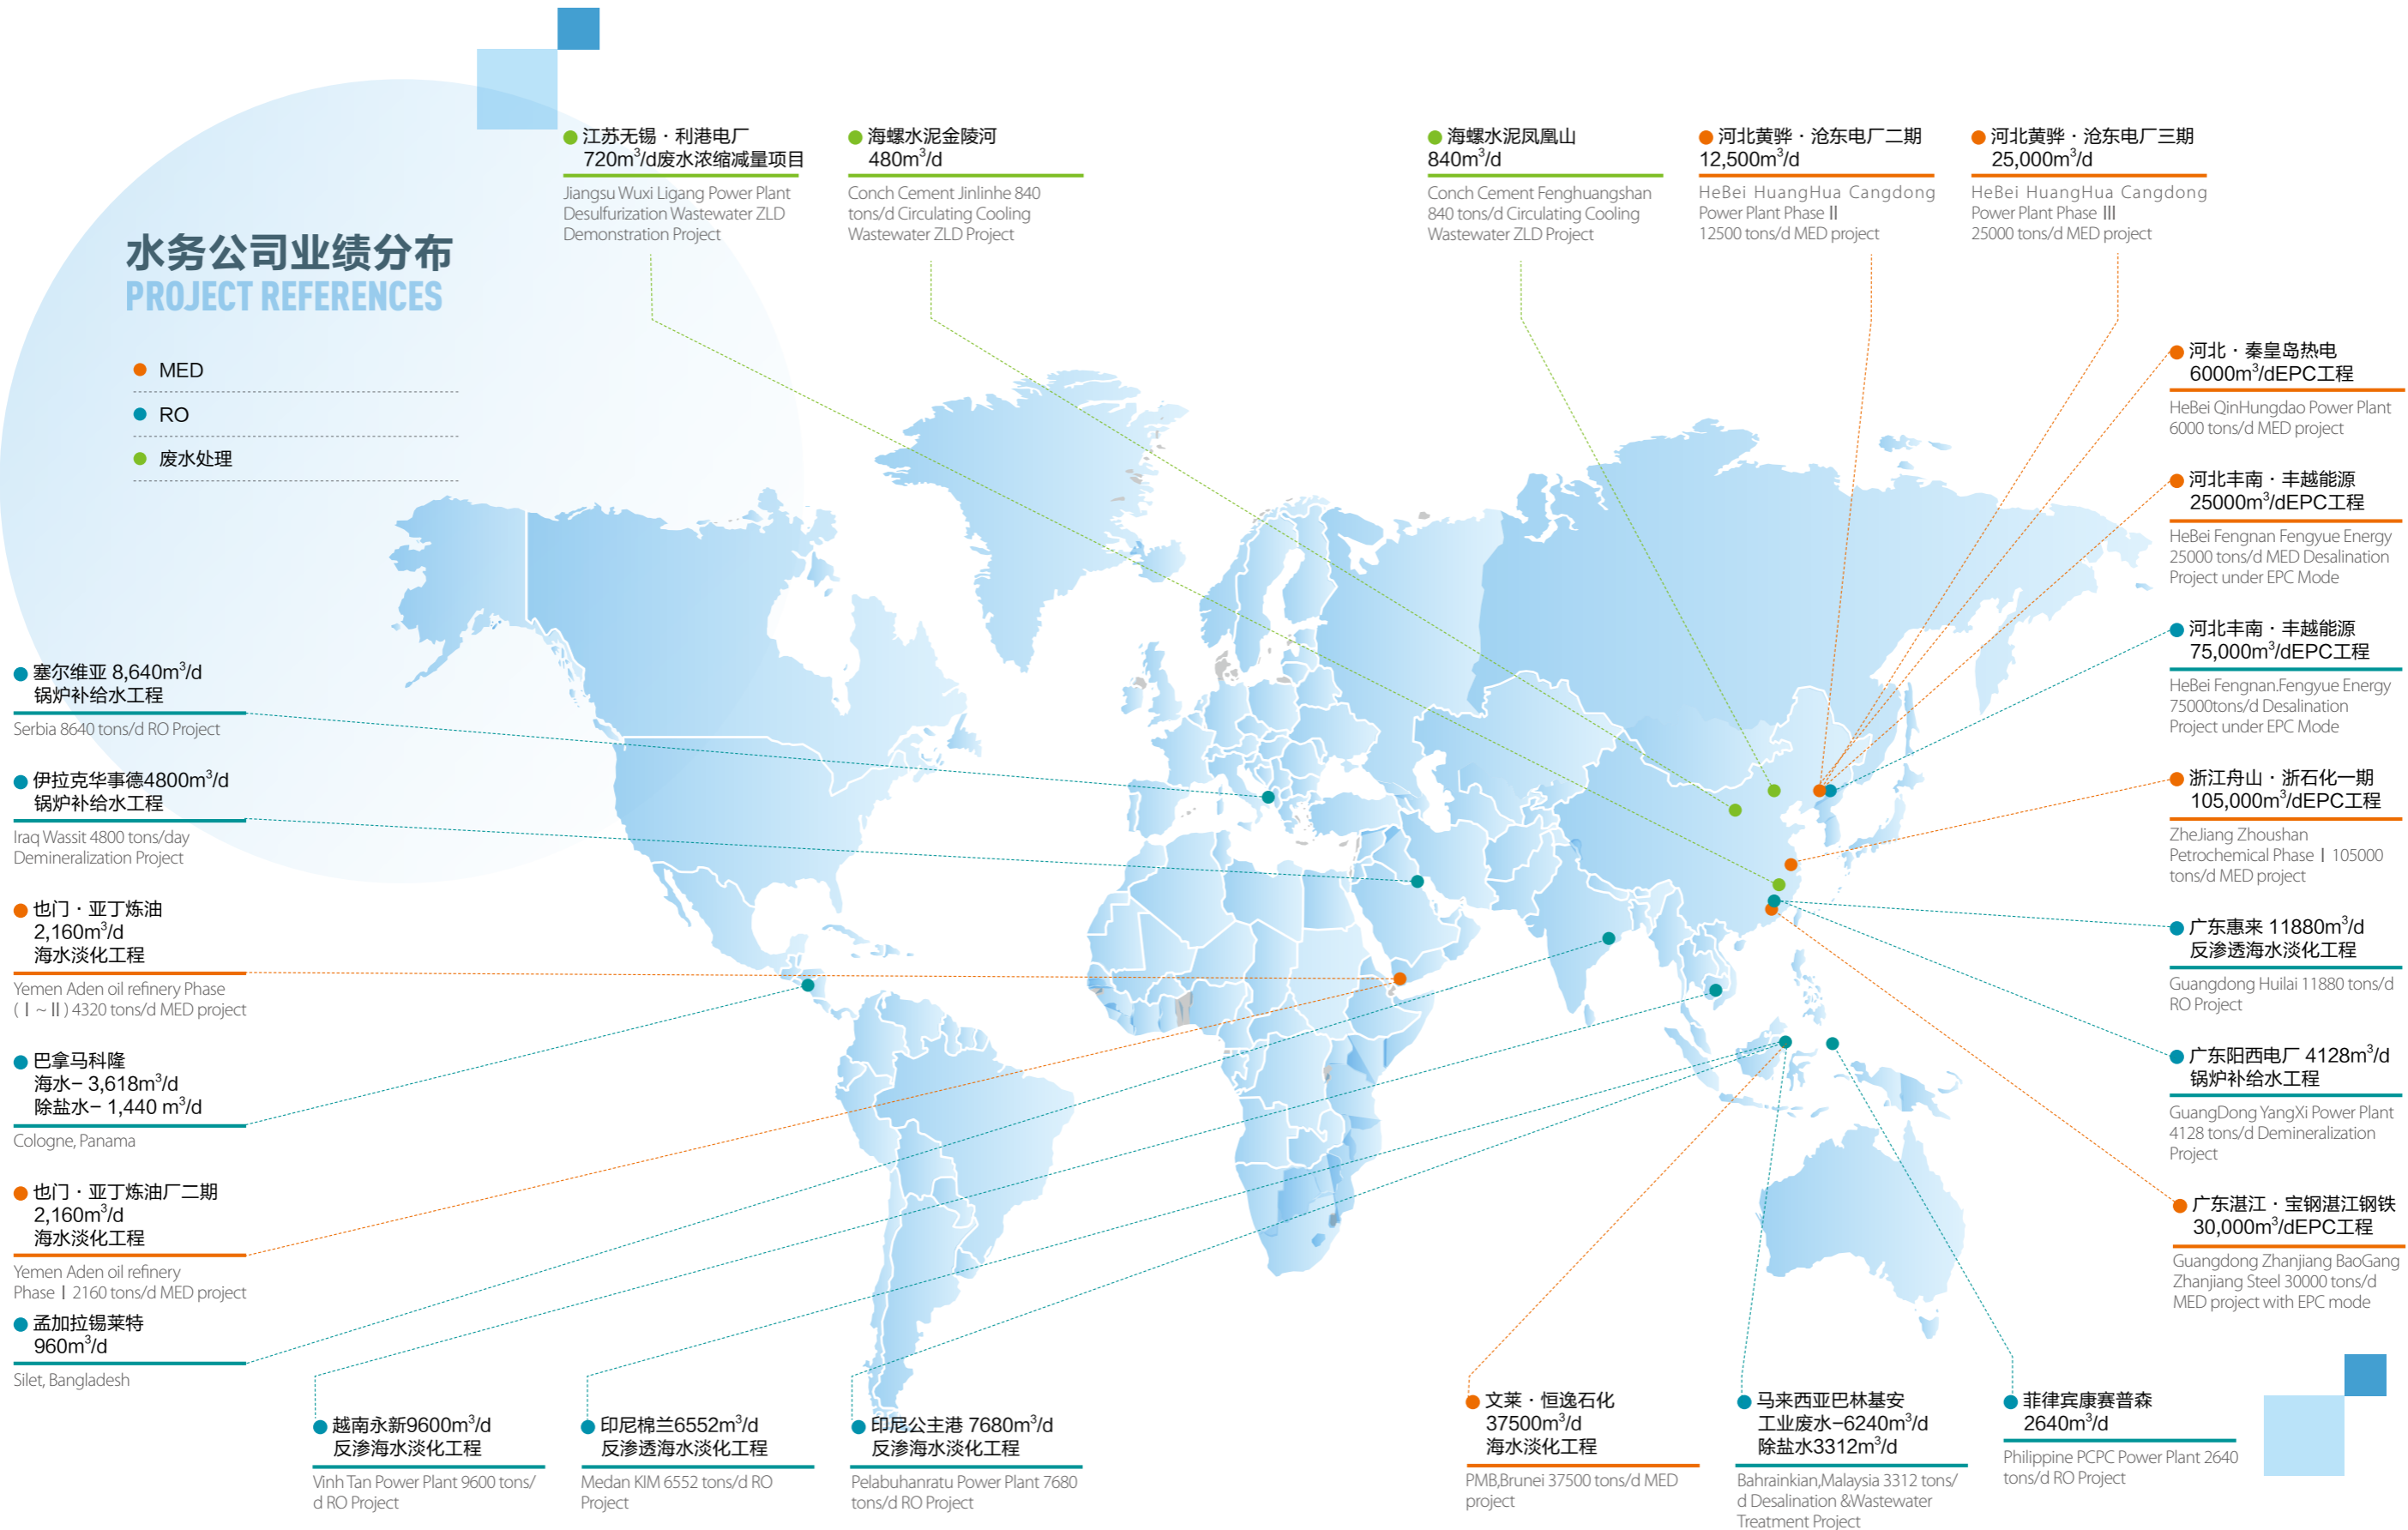 水务公司业绩分布
PROJECT REFERENCES
MED
RO
废水处理
江苏无锡·利港电厂
720m³/d废水浓缩减量项目
Jiangsu Wuxi Ligang Power Plant
Desulfurization Wastewater ZLD
Demonstration Project
海螺水泥金陵河
480m³/d
Conch Cement Jinlinhe 840
tons/d Circulating Cooling
Wastewater ZLD Project
海螺水泥凤凰山
840m³/d
Conch Cement Fenghuangshan
840 tons/d Circulating Cooling
Wastewater ZLD Project
河北黄骅·沧东电厂二期
12,500m³/d
HeBei HuangHua Cangdong
Power Plant Phase Ⅱ
12500 tons/d MED project
河北黄骅·沧东电厂三期
25,000m³/d
HeBei HuangHua Cangdong
Power Plant Phase Ⅲ
25000 tons/d MED project
河北·秦皇岛热电
6000m³/dEPC工程
HeBei QinHungdao Power Plant
6000 tons/d MED project
河北丰南·丰越能源
25000m³/dEPC工程
HeBei Fengnan Fengyue Energy
25000 tons/d MED Desalination
Project under EPC Mode
河北丰南·丰越能源
75,000m³/dEPC工程
HeBei Fengnan.Fengyue Energy
75000tons/d Desalination
Project under EPC Mode
浙江舟山·浙石化一期
105,000m³/dEPC工程
ZheJiang Zhoushan
Petrochemical Phase Ⅰ 105000
tons/d MED project
广东惠来 11880m³/d
反渗透海水淡化工程
Guangdong Huilai 11880 tons/d
RO Project
广东阳西电厂 4128m³/d
锅炉补给水工程
GuangDong YangXi Power Plant
4128 tons/d Demineralization
Project
广东湛江·宝钢湛江钢铁
30,000m³/dEPC工程
Guangdong Zhanjiang BaoGang
Zhanjiang Steel 30000 tons/d
MED project with EPC mode
塞尔维亚 8,640m³/d
锅炉补给水工程
Serbia 8640 tons/d RO Project
伊拉克华事德4800m³/d
锅炉补给水工程
Iraq Wassit 4800 tons/day
Demineralization Project
也门·亚丁炼油
2,160m³/d
海水淡化工程
Yemen Aden oil refinery Phase
(Ⅰ~Ⅱ) 4320 tons/d MED project
巴拿马科隆
海水− 3,618m³/d
除盐水− 1,440 m³/d
Cologne, Panama
也门·亚丁炼油厂二期
2,160m³/d
海水淡化工程
Yemen Aden oil refinery
Phase Ⅰ 2160 tons/d MED project
孟加拉锡莱特
960m³/d
Silet, Bangladesh
越南永新9600m³/d
反渗海水淡化工程
Vinh Tan Power Plant 9600 tons/
d RO Project
印尼棉兰6552m³/d
反渗透海水淡化工程
Medan KIM 6552 tons/d RO
Project
印尼公主港 7680m³/d
反渗海水淡化工程
Pelabuhanratu Power Plant 7680
tons/d RO Project
文莱·恒逸石化
37500m³/d
海水淡化工程
PMB,Brunei 37500 tons/d MED
project
马来西亚巴林基安
工业废水−6240m³/d
除盐水3312m³/d
Bahrainkian,Malaysia 3312 tons/
d Desalination &Wastewater
Treatment Project
菲律宾康赛普森
2640m³/d
Philippine PCPC Power Plant 2640
tons/d RO Project